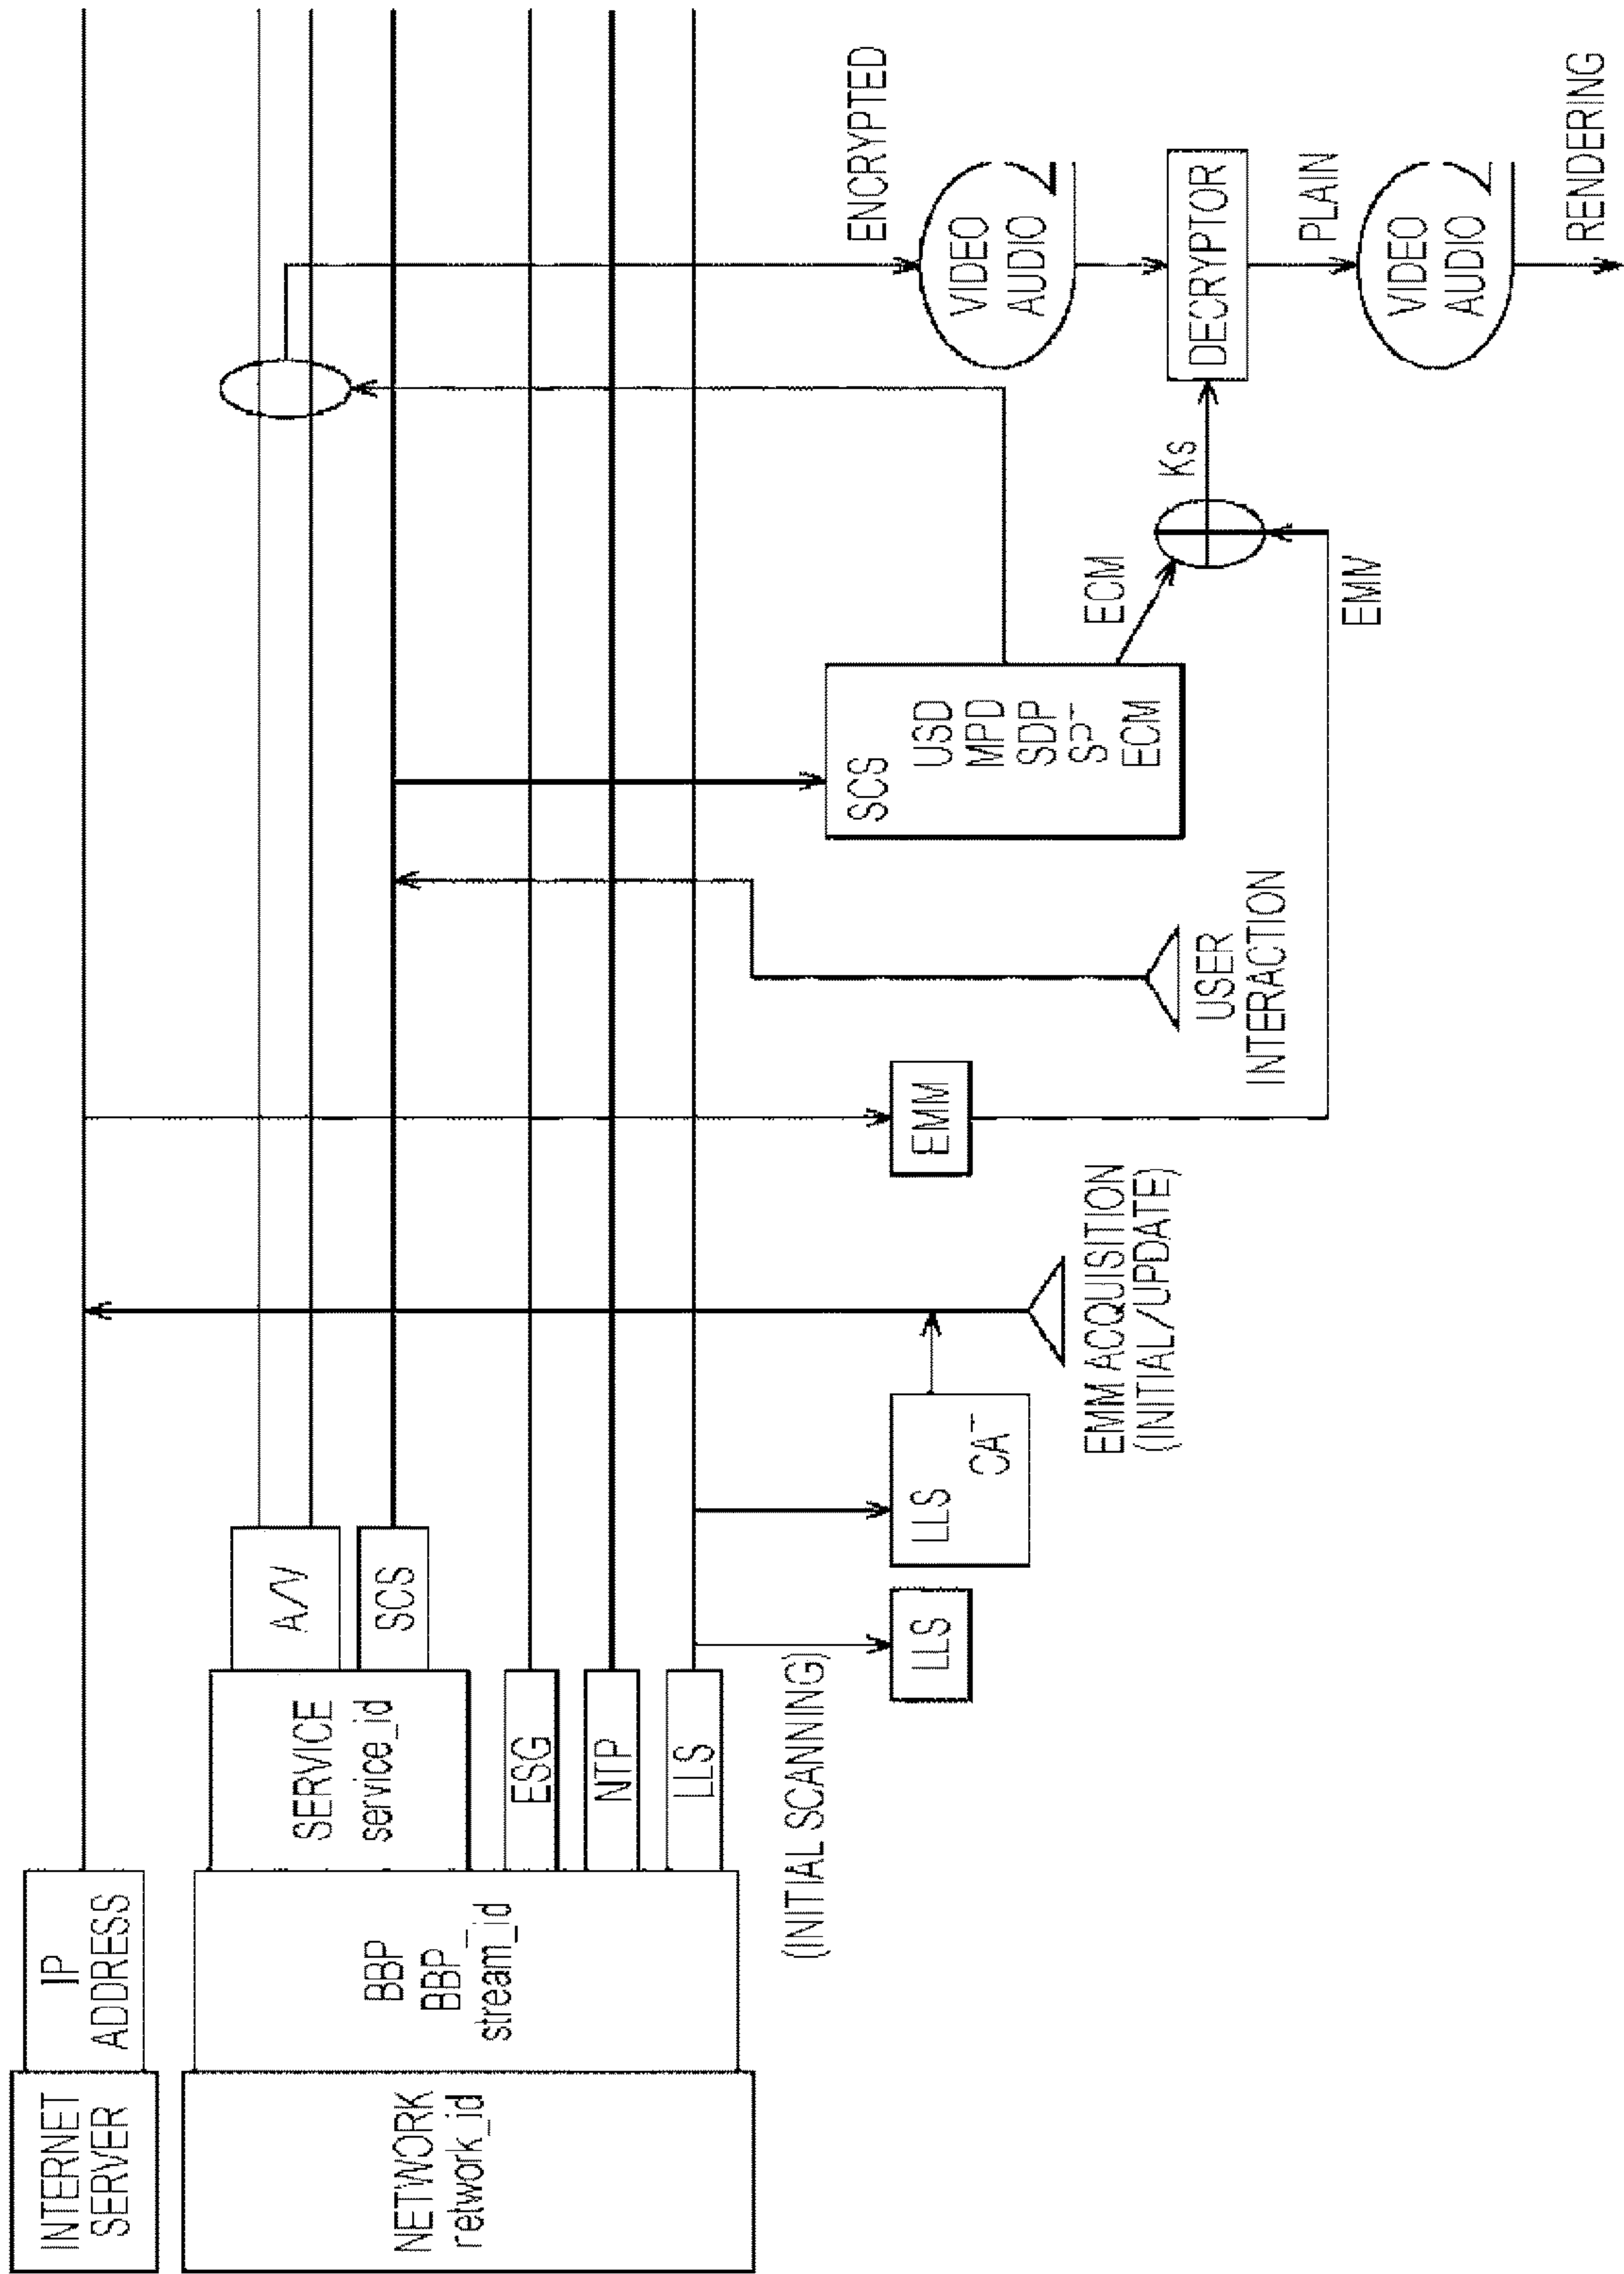 INTERNET
SERVER
IP
ADDRESS
NETWORK
network_id
BBP
BBP_
stream_id
SERVICE
service_id
A/V
SCS
ESG
NTP
LLS
(INITIAL SCANNING)
LLS
LLS
CAT
EMM ACQUISITION
(INITIAL/UPDATE)
EMM
USER
INTERACTION
SCS
USD
MPD
SDP
SPT
ECM
ECM
EMM
Ks
ENCRYPTED
VIDEO
AUDIO
DECRYPTOR
PLAIN
VIDEO
AUDIO
RENDERING